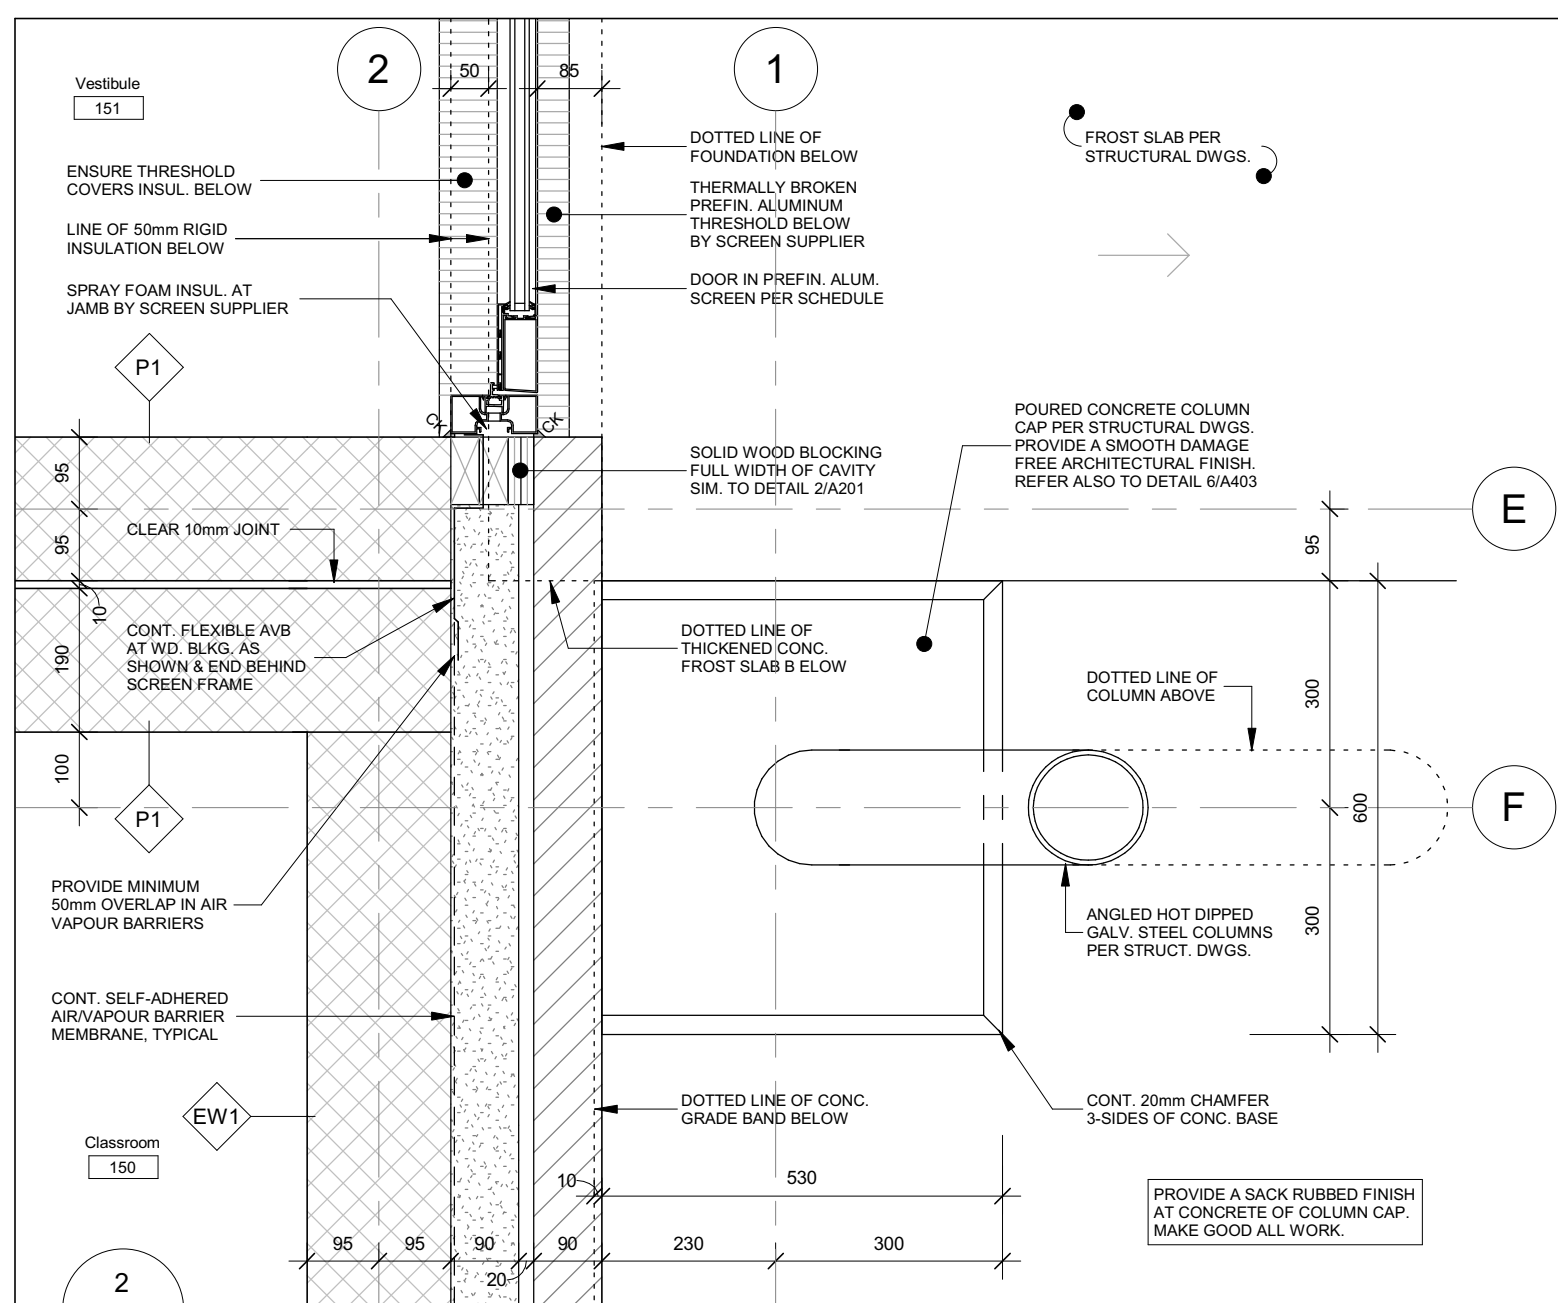 2
1
50
85
Vestibule
151
ENSURE THRESHOLD
COVERS INSUL. BELOW
LINE OF 50mm RIGID
INSULATION BELOW
SPRAY FOAM INSUL. AT
JAMB BY SCREEN SUPPLIER
P1
DOTTED LINE OF
FOUNDATION BELOW
THERMALLY BROKEN
PREFIN. ALUMINUM
THRESHOLD BELOW
BY SCREEN SUPPLIER
DOOR IN PREFIN. ALUM.
SCREEN PER SCHEDULE
FROST SLAB PER
STRUCTURAL DWGS.
CK
CK
POURED CONCRETE COLUMN
CAP PER STRUCTURAL DWGS.
PROVIDE A SMOOTH DAMAGE
FREE ARCHITECTURAL FINISH.
REFER ALSO TO DETAIL 6/A403
SOLID WOOD BLOCKING
FULL WIDTH OF CAVITY
SIM. TO DETAIL 2/A201
95
E
CLEAR 10mm JOINT
95
95
10
CONT. FLEXIBLE AVB
AT WD. BLKG. AS
SHOWN & END BEHIND
SCREEN FRAME
190
DOTTED LINE OF
THICKENED CONC.
FROST SLAB B ELOW
DOTTED LINE OF
COLUMN ABOVE
300
100
P1
600
F
PROVIDE MINIMUM
50mm OVERLAP IN AIR
VAPOUR BARRIERS
ANGLED HOT DIPPED
GALV. STEEL COLUMNS
PER STRUCT. DWGS.
300
CONT. SELF-ADHERED
AIR/VAPOUR BARRIER
MEMBRANE, TYPICAL
EW1
DOTTED LINE OF CONC.
GRADE BAND BELOW
CONT. 20mm CHAMFER
3-SIDES OF CONC. BASE
Classroom
150
10
530
PROVIDE A SACK RUBBED FINISH
AT CONCRETE OF COLUMN CAP.
MAKE GOOD ALL WORK.
95
95
90
20
90
230
300
2